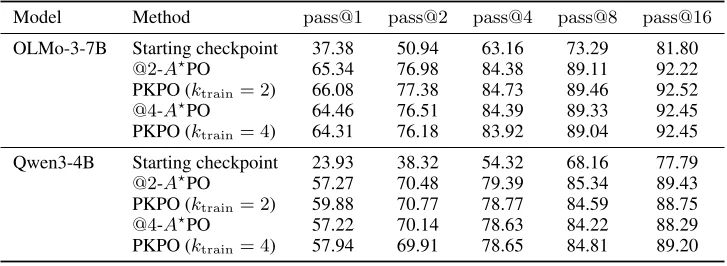 Model Method pass@1 pass@2 pass@4 pass@8 pass@16
OLMo-3-7B Starting checkpoint 37.38 50.94 63.16 73.29 81.80
@2-A⋆PO 65.34 76.98 84.38 89.11 92.22
PKPO (k_train = 2) 66.08 77.38 84.73 89.46 92.52
@4-A⋆PO 64.46 76.51 84.39 89.33 92.45
PKPO (k_train = 4) 64.31 76.18 83.92 89.04 92.45
Qwen3-4B Starting checkpoint 23.93 38.32 54.32 68.16 77.79
@2-A⋆PO 57.27 70.48 79.39 85.34 89.43
PKPO (k_train = 2) 59.88 70.77 78.77 84.59 88.75
@4-A⋆PO 57.22 70.14 78.63 84.22 88.29
PKPO (k_train = 4) 57.94 69.91 78.65 84.81 89.20